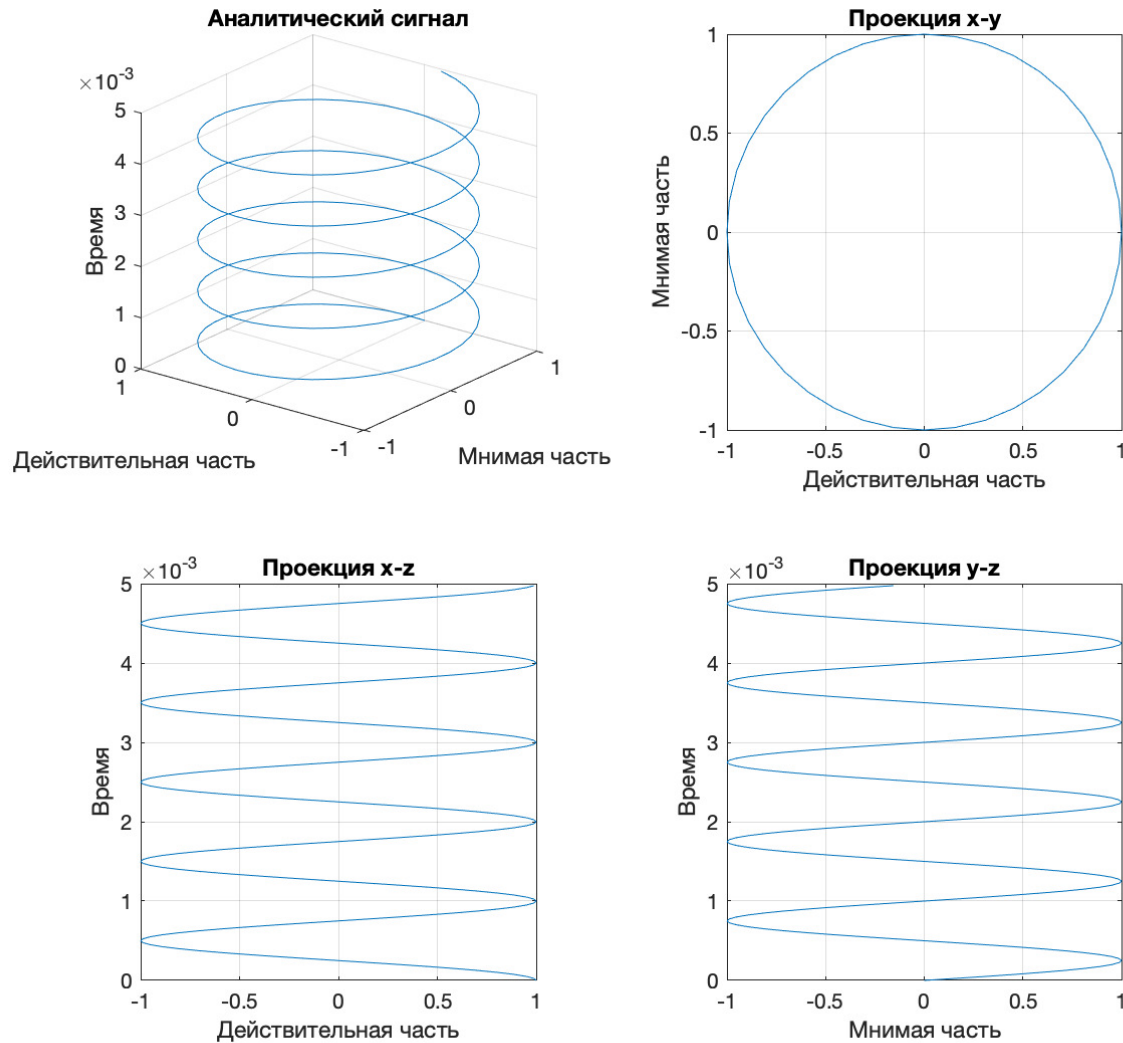 Аналитический сигнал
×10⁻³
5
4
3
2
1
0
Время
1
0
-1
Действительная часть
-1
0
1
Мнимая часть
Проекция x-y
1
0.5
0
-0.5
-1
Мнимая часть
-1 -0.5 0 0.5 1
Действительная часть
Проекция x-z
×10⁻³
5
4
3
2
1
0
Время
-1 -0.5 0 0.5 1
Действительная часть
Проекция y-z
×10⁻³
5
4
3
2
1
0
Время
-1 -0.5 0 0.5 1
Мнимая часть